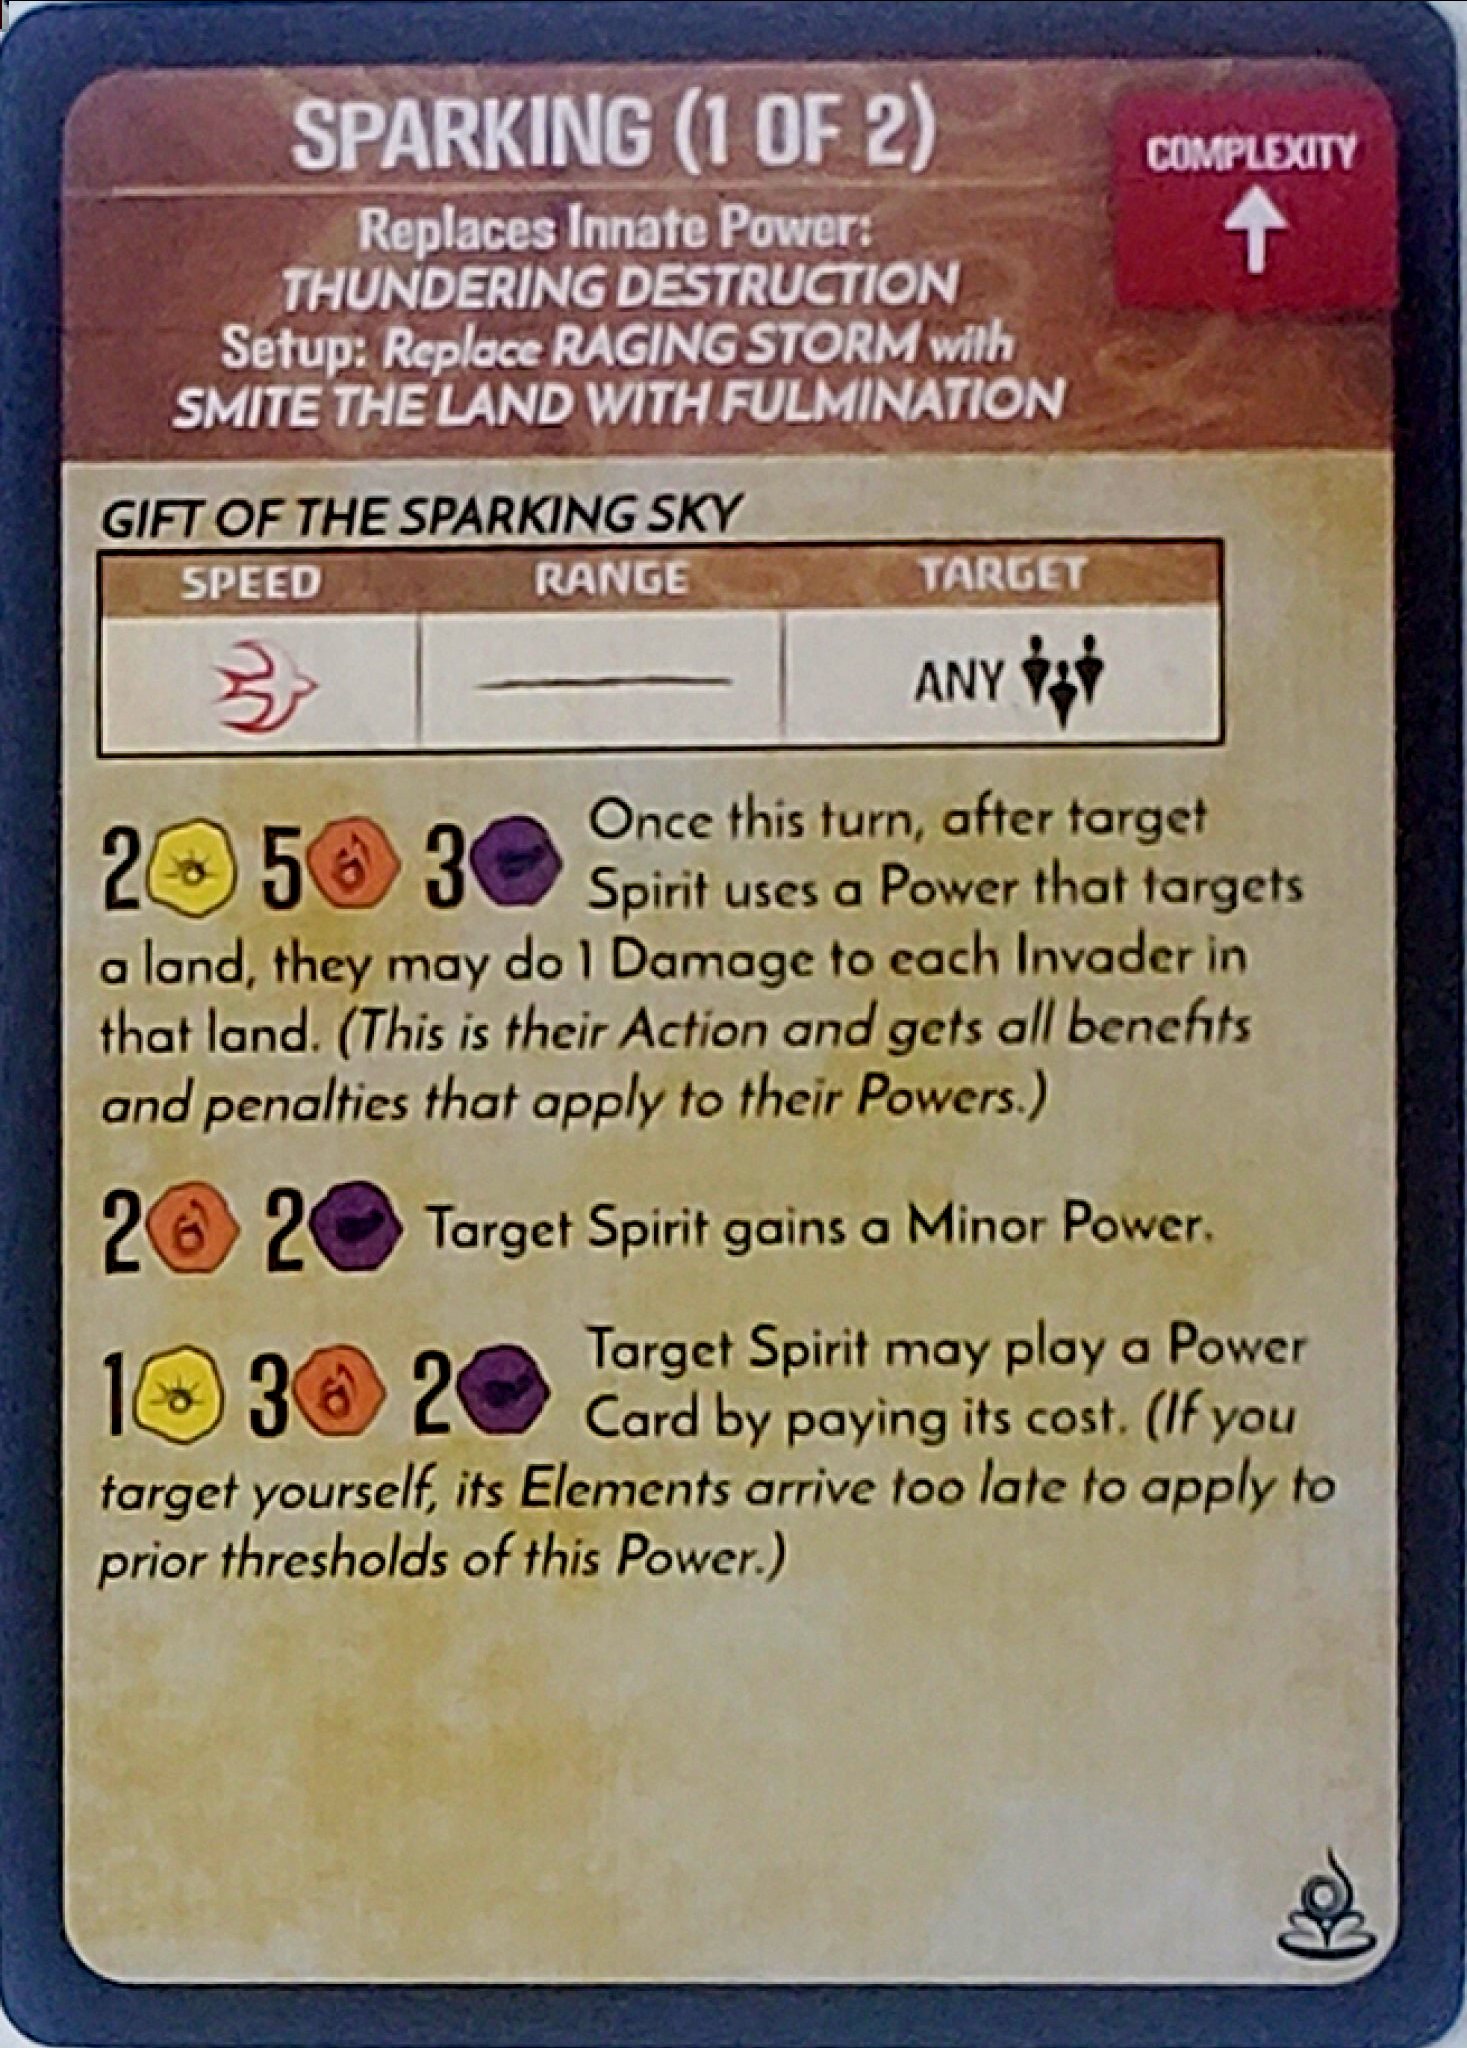 SPARKING (1 OF 2)
COMPLEXITY
Replaces Innate Power:
THUNDERING DESTRUCTION
Setup: Replace RAGING STORM with
SMITE THE LAND WITH FULMINATION
GIFT OF THE SPARKING SKY
SPEED RANGE TARGET
ANY
2 5 3 Once this turn, after target
Spirit uses a Power that targets
a land, they may do 1 Damage to each Invader in
that land. (This is their Action and gets all benefits
and penalties that apply to their Powers.)
2 2 Target Spirit gains a Minor Power.
1 3 2 Target Spirit may play a Power
Card by paying its cost. (If you
target yourself, its Elements arrive too late to apply to
prior thresholds of this Power.)